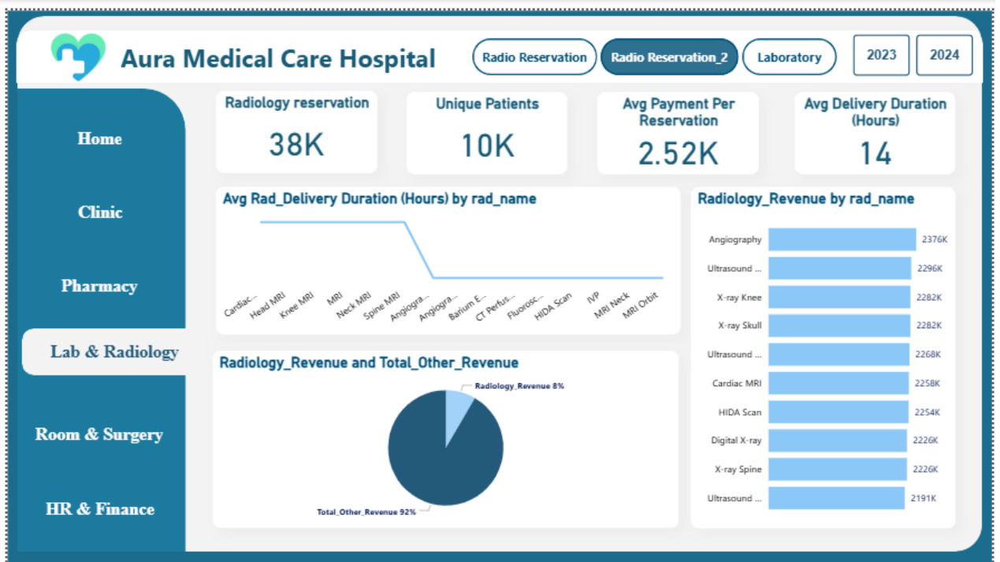 Aura Medical Care Hospital
Radio Reservation
Radio Reservation_2
Laboratory
2023
2024
Home
Clinic
Pharmacy
Lab & Radiology
Room & Surgery
HR & Finance
Radiology reservation
38K
Unique Patients
10K
Avg Payment Per
Reservation
2.52K
Avg Delivery Duration
(Hours)
14
Avg Rad_Delivery Duration (Hours) by rad_name
Cardiac...
Head MRI
Knee MRI
MRI
Neck MRI
Spine MRI
Angiogra...
Angiogra...
Barium E...
CT Perfus...
Fluorosc...
HIDA Scan
IVP
MRI Neck
MRI Orbit
Radiology_Revenue and Total_Other_Revenue
Radiology_Revenue 8%
Total_Other_Revenue 92%
Radiology_Revenue by rad_name
Angiography 2376K
Ultrasound ... 2296K
X-ray Knee 2282K
X-ray Skull 2282K
Ultrasound ... 2268K
Cardiac MRI 2258K
HIDA Scan 2254K
Digital X-ray 2226K
X-ray Spine 2226K
Ultrasound ... 2191K